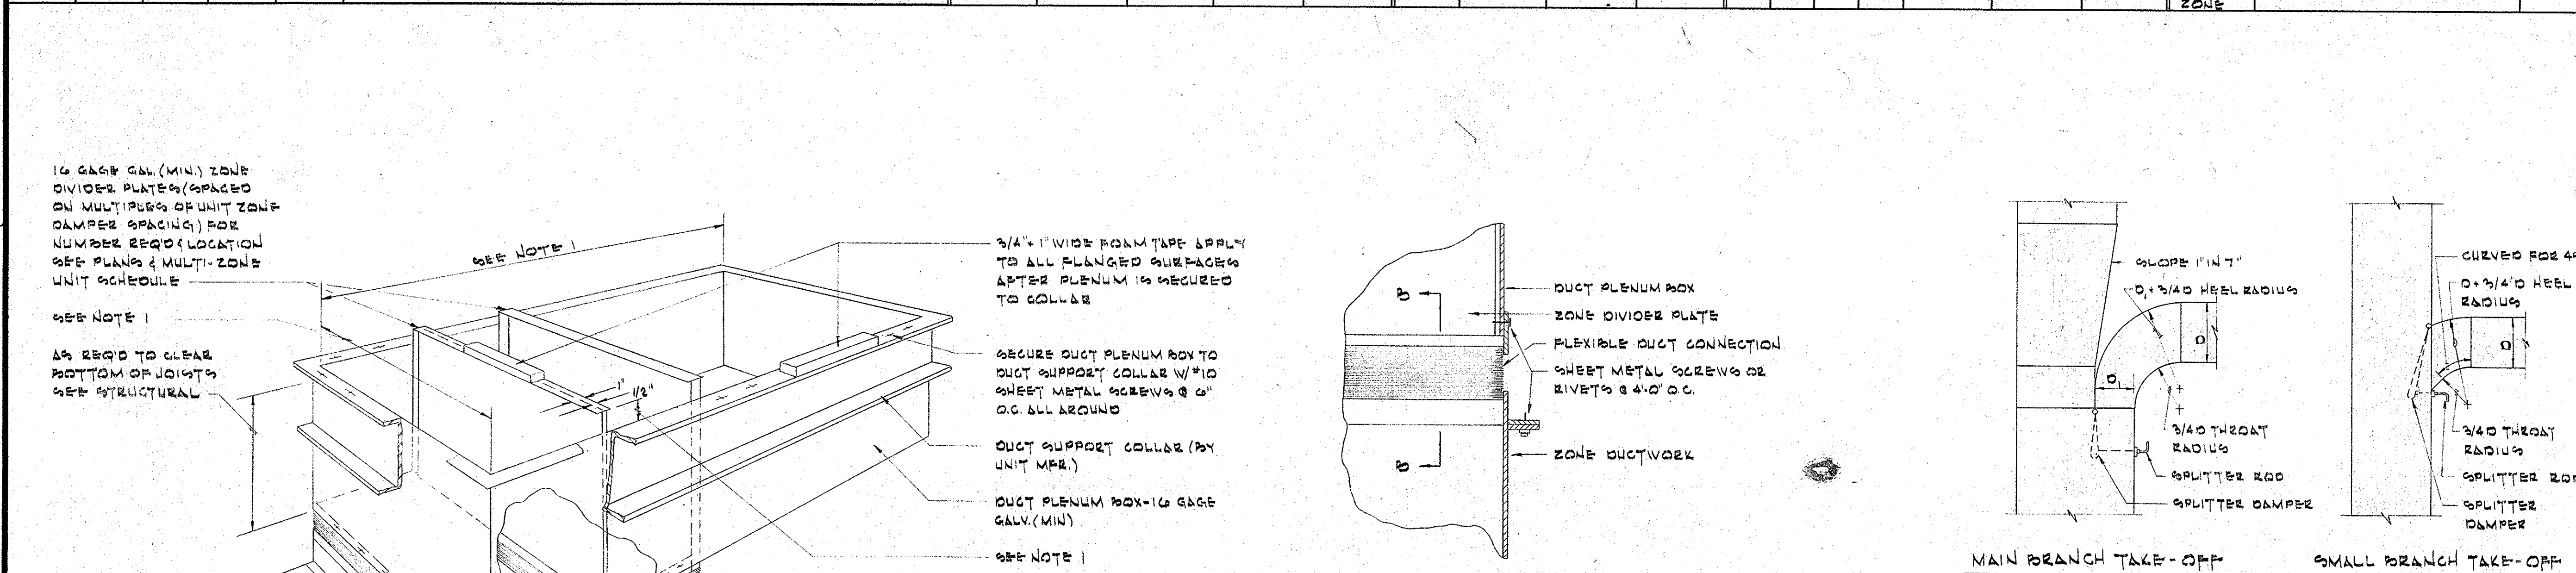 ZONE
16 GAGE GAL. (MIN.) ZONE
DIVIDER PLATES (SPACED
ON MULTIPLES OF UNIT ZONE
DAMPER SPACING) FOR
NUMBER REQ'D & LOCATION
SEE PLANS & MULTI-ZONE
UNIT SCHEDULE
SEE NOTE 1
AS REQ'D TO CLEAR
BOTTOM OF JOISTS
SEE STRUCTURAL
SEE NOTE 1
1"
1/2"
3/4" x 1" WIDE FOAM TAPE APPLY
TO ALL FLANGED SURFACES
AFTER PLENUM IS SECURED
TO COLLAR
SECURE DUCT PLENUM BOX TO
DUCT SUPPORT COLLAR W/#10
SHEET METAL SCREWS @ 6"
O.C. ALL AROUND
DUCT SUPPORT COLLAR (BY
UNIT MFR.)
DUCT PLENUM BOX-16 GAGE
GALV. (MIN)
SEE NOTE 1
B
B
DUCT PLENUM BOX
ZONE DIVIDER PLATE
FLEXIBLE DUCT CONNECTION
SHEET METAL SCREWS OR
RIVETS @ 4'-0" O.C.
ZONE DUCTWORK
SLOPE 1" IN 7"
D1 + 3/4D HEEL RADIUS
D
D1
3/4D THROAT
RADIUS
SPLITTER ROD
SPLITTER DAMPER
MAIN BRANCH TAKE-OFF
CURVED FOR 4
D + 3/4D HEEL
RADIUS
D
3/4D THROAT
RADIUS
SPLITTER ROD
SPLITTER
DAMPER
SMALL BRANCH TAKE-OFF